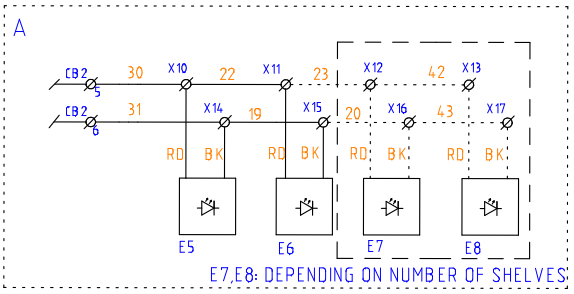 A
CB2 5 30 X10 22 X11 23 X12 42 X13
CB2 6 31 X14 19 X15 20 X16 43 X17
RD BK RD BK RD BK RD BK
E5 E6 E7 E8
E7,E8: DEPENDING ON NUMBER OF SHELVES